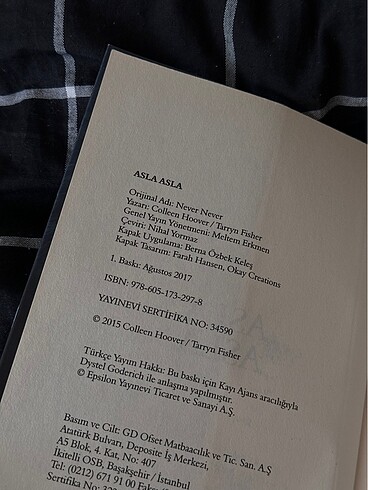 ASLA ASLA
Orijinal Adı: Never Never
Yazarı: Colleen Hoover / Tarryn Fisher
Genel Yayın Yönetmeni: Meltem Erkmen
Çeviri: Nihal Yormaz
Kapak Uygulama: Berna Özbek Keleş
Kapak Tasarım: Farah Hansen, Okay Creations
1. Baskı: Ağustos 2017
ISBN: 978-605-173-297-8
YAYINEVİ SERTİFİKA NO: 34590
© 2015 Colleen Hoover / Tarryn Fisher
Türkçe Yayım Hakkı: Bu baskı için Kayı Ajans aracılığıyla
Dystel Goderich ile anlaşma yapılmıştır.
© Epsilon Yayınevi Ticaret ve Sanayi A.Ş.
Basım ve Cilt: GD Ofset Matbaacılık ve Tic. San. A.Ş
Atatürk Bulvarı, Deposite İş Merkezi,
A5 Blok, 4. Kat, No: 407
İkitelli OSB, Başakşehir / İstanbul
Tel: (0212) 671 91 00 Faks:
Sertifika No: